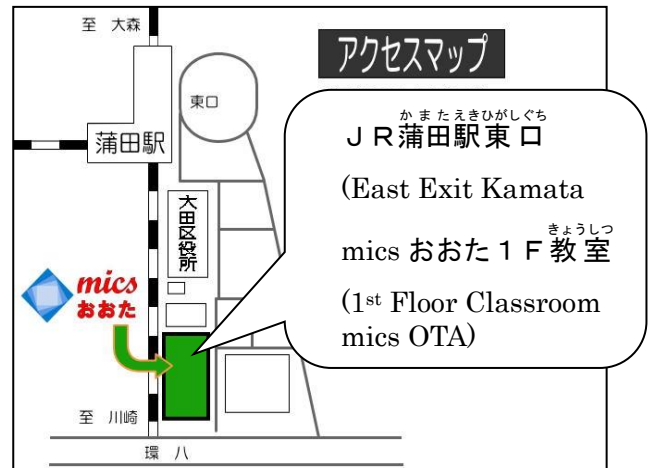 至 大森
アクセスマップ
東口
蒲田駅
かまたえきひがしぐち
ＪＲ蒲田駅東口
(East Exit Kamata
きょうしつ
mics おおた１Ｆ教室
(1st Floor Classroom
mics OTA)
大田区役所
mics
おおた
至 川崎
環 八